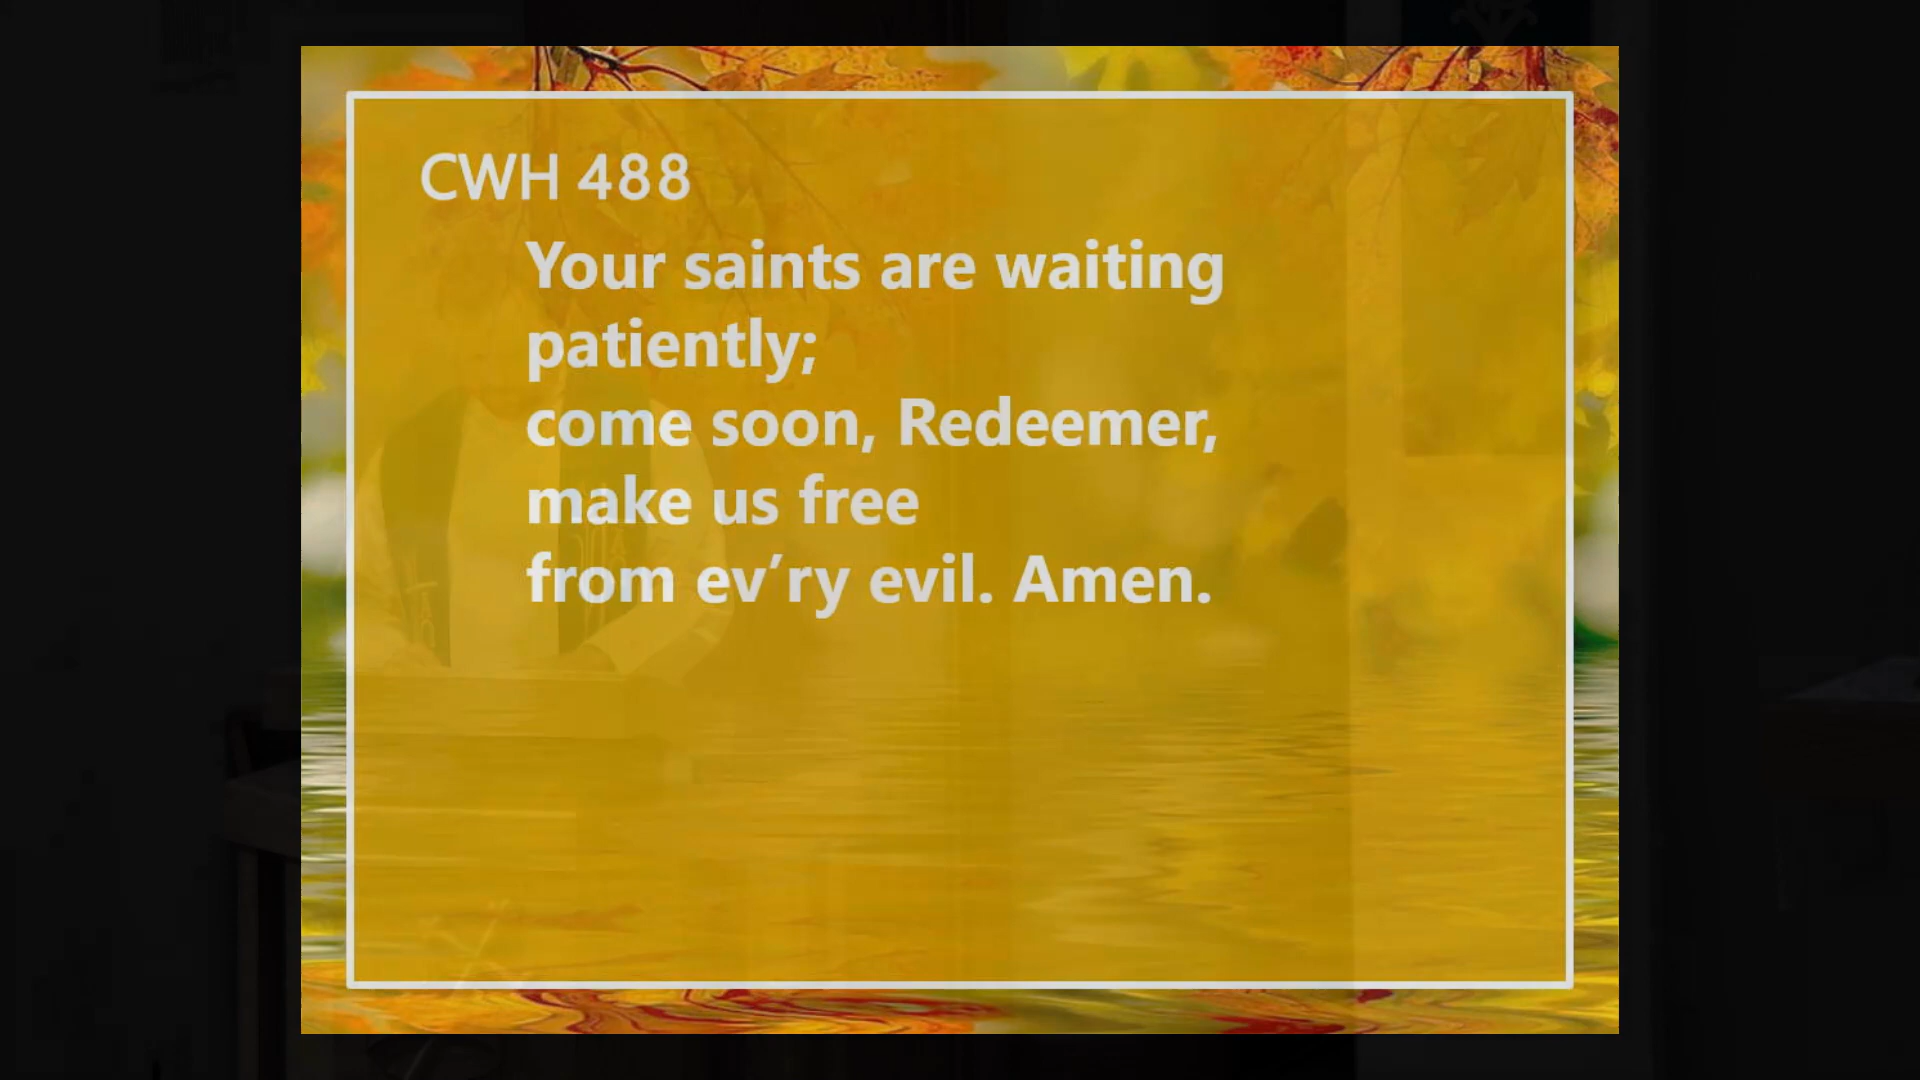 CWH 488
Your saints are waiting
patiently;
come soon, Redeemer,
make us free
from ev’ry evil. Amen.